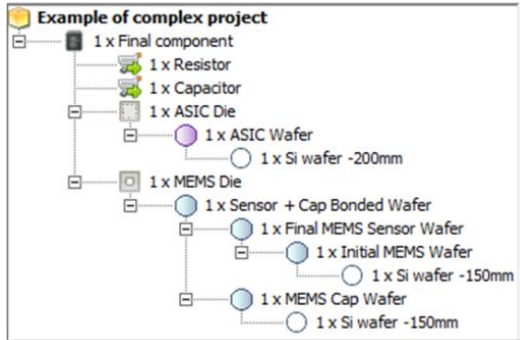 Example of complex project
1 x Final component
1 x Resistor
1 x Capacitor
1 x ASIC Die
1 x ASIC Wafer
1 x Si wafer -200mm
1 x MEMS Die
1 x Sensor + Cap Bonded Wafer
1 x Final MEMS Sensor Wafer
1 x Initial MEMS Wafer
1 x Si wafer -150mm
1 x MEMS Cap Wafer
1 x Si wafer -150mm